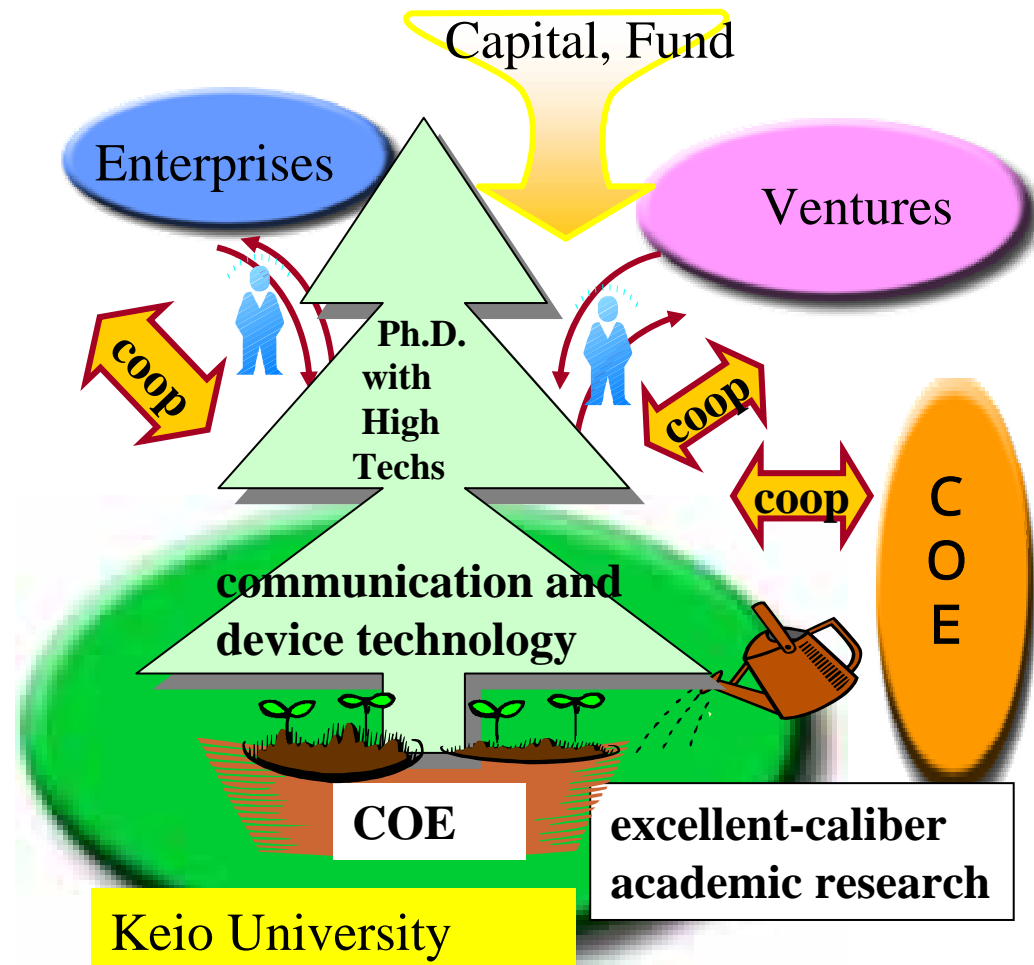 Capital, Fund
Enterprises
Ventures
Ph.D.
with
High
Techs
coop
coop
coop
C
O
E
communication and
device technology
COE
excellent-caliber
academic research
Keio University